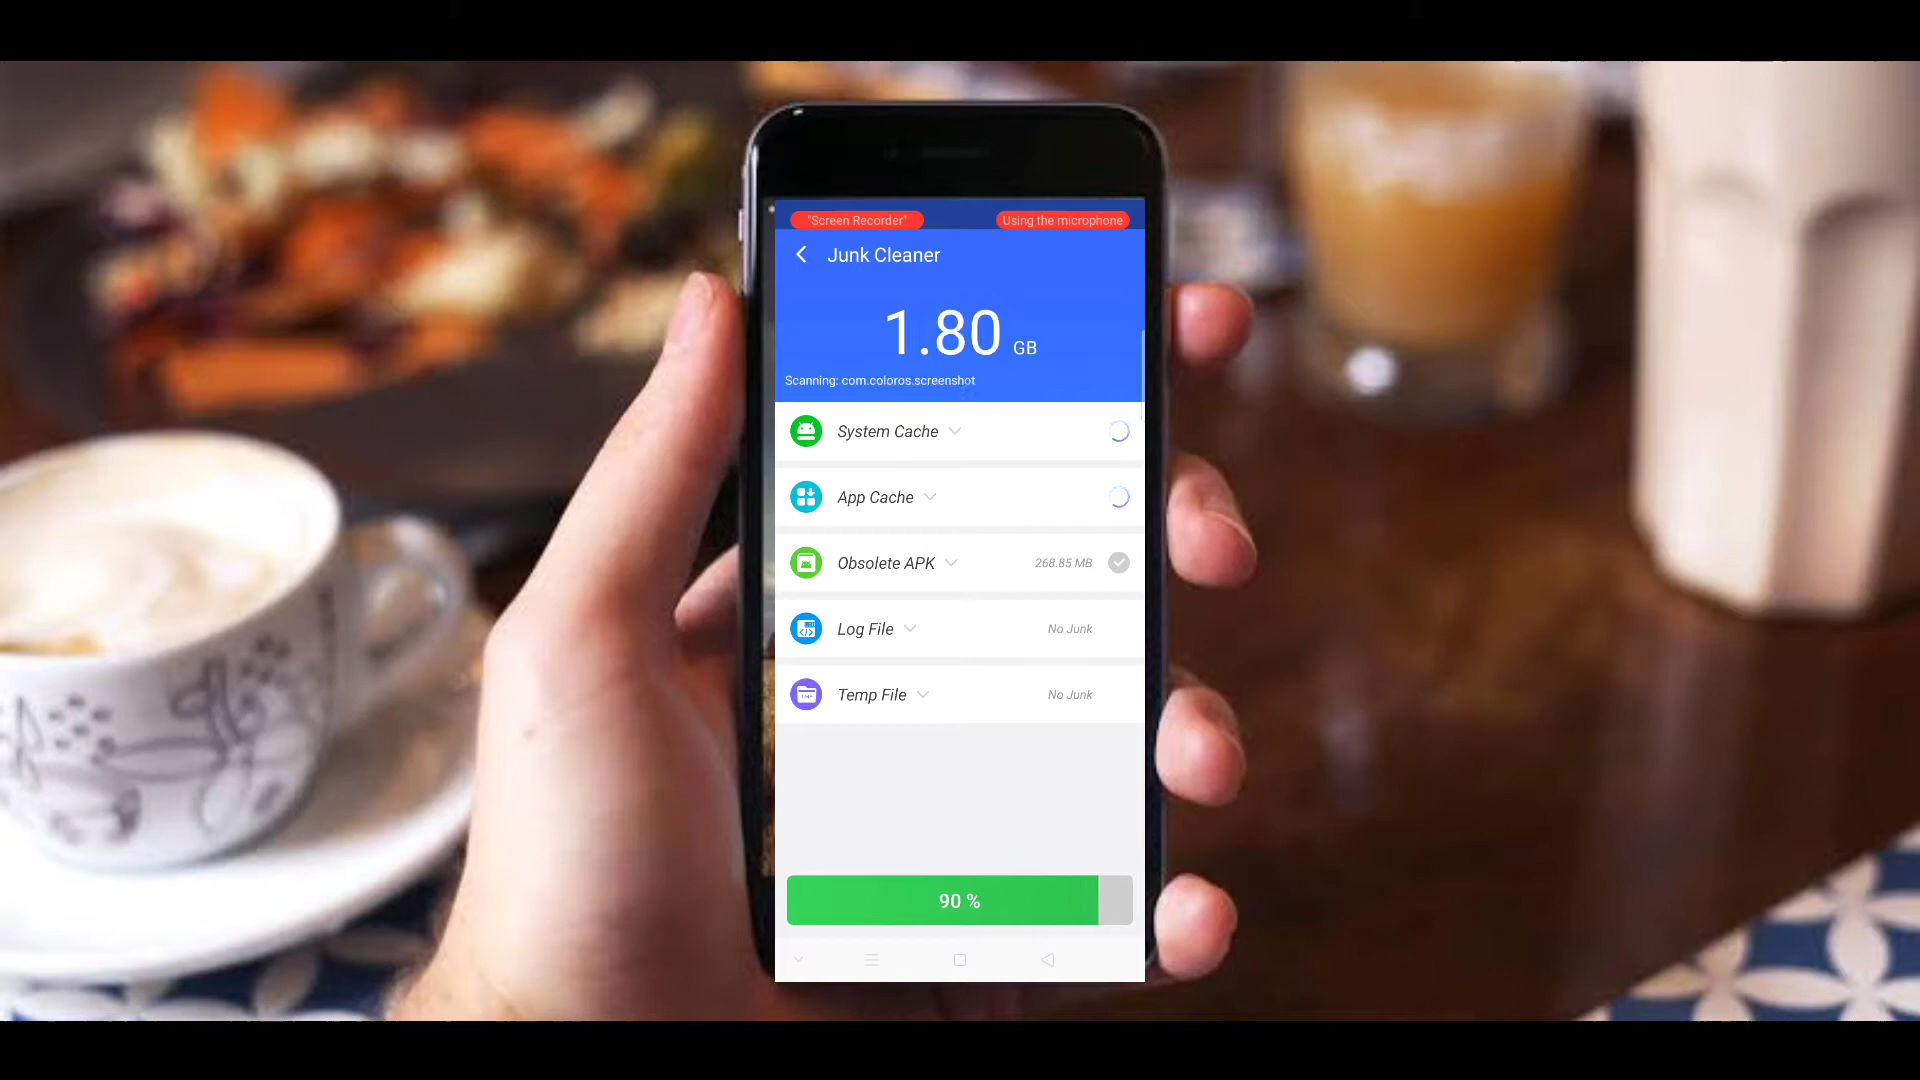 "Screen Recorder" Using the microphone
Junk Cleaner
1.80 GB
Scanning: com.coloros.screenshot
System Cache
App Cache
Obsolete APK 268.85 MB
Log File No Junk
Temp File No Junk
90 %